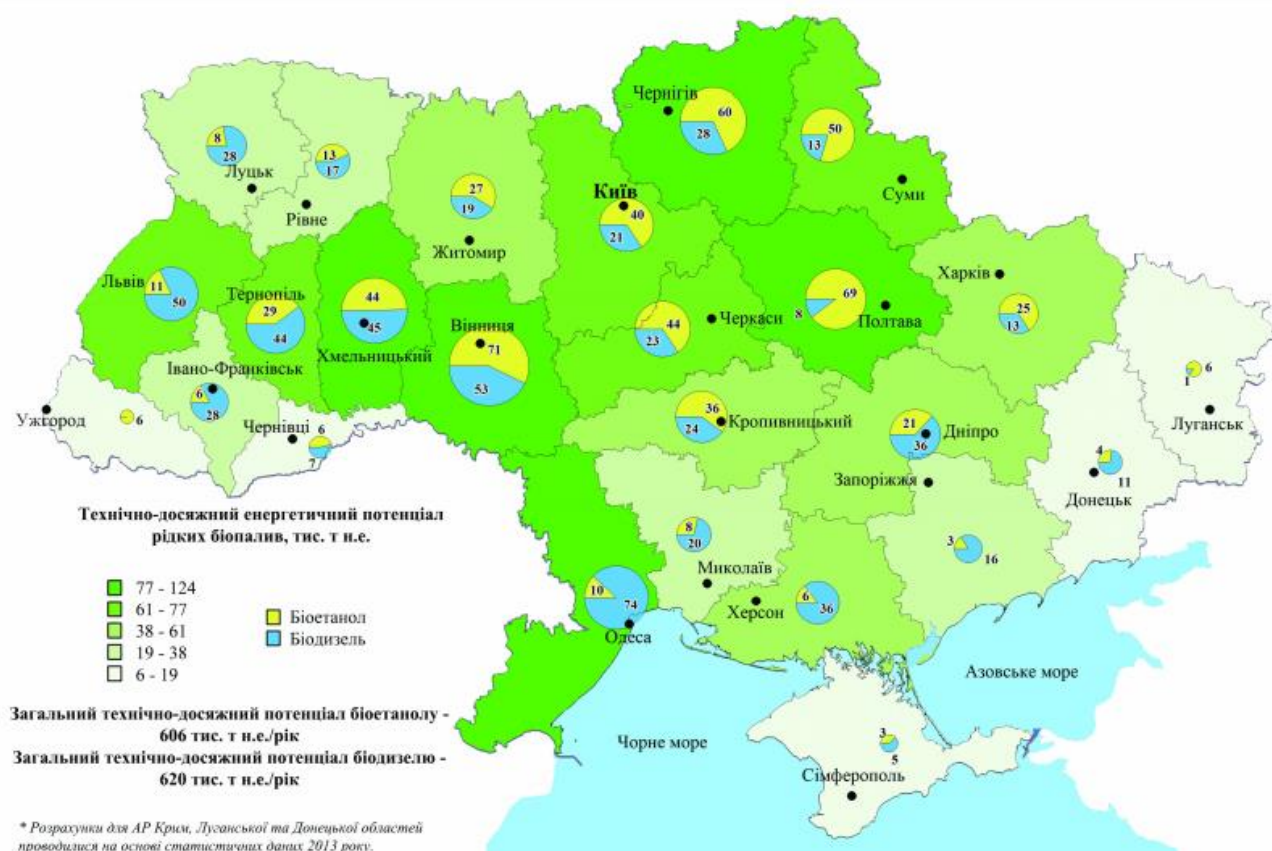 Чернігів
60
28
50
13
Суми
8
28
Луцьк
13
17
Рівне
27
19
Житомир
Київ
40
21
Харків
25
13
Львів
11
50
Тернопіль
29
44
44
45
Хмельницький
Вінниця
71
53
44
23
Черкаси
69
8
Полтава
6
1
Луганськ
Івано-Франківськ
6
28
Ужгород
6
Чернівці
6
7
36
24
Кропивницький
21
36
Дніпро
Запоріжжя
4
11
Донецьк
8
20
Миколаїв
3
16
Херсон
6
36
10
74
Одеса
Технічно-досяжний енергетичний потенціал
рідких біопалив, тис. т н.е.
77 - 124
61 - 77
38 - 61
19 - 38
6 - 19
Біоетанол
Біодизель
Азовське море
Чорне море
3
5
Сімферополь
Загальний технічно-досяжний потенціал біоетанолу -
606 тис. т н.е./рік
Загальний технічно-досяжний потенціал біодизелю -
620 тис. т н.е./рік
* Розрахунки для АР Крим, Луганської та Донецької областей
проводилися на основі статистичних даних 2013 року.